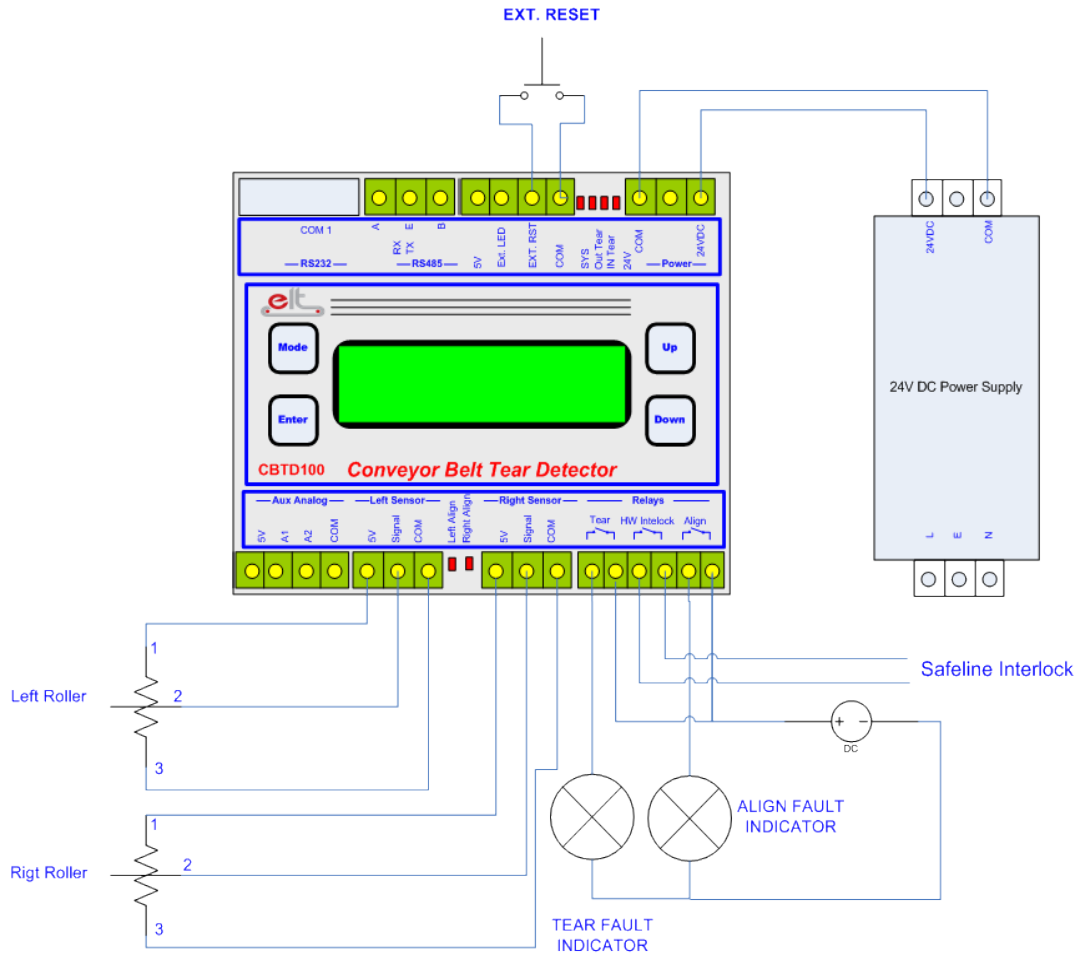 EXT. RESET
COM 1
RS232
A
E
B
RX
TX
RS485
5V
Ext. LED
EXT. RST
COM
SYS
Out Tear
IN Tear
24V
COM
Power
24VDC
24VDC
COM
elt
Mode
Up
Enter
Down
CBTD100
Conveyor Belt Tear Detector
24V DC Power Supply
Aux Analog
Left Sensor
Right Sensor
Relays
5V
A1
A2
COM
5V
Signal
COM
Left Align
Right Align
5V
Signal
COM
Tear
HW Intelock
Align
L
E
N
1
Left Roller
2
3
Safeline Interlock
+ −
DC
1
Rigt Roller
2
3
ALIGN FAULT
INDICATOR
TEAR FAULT
INDICATOR